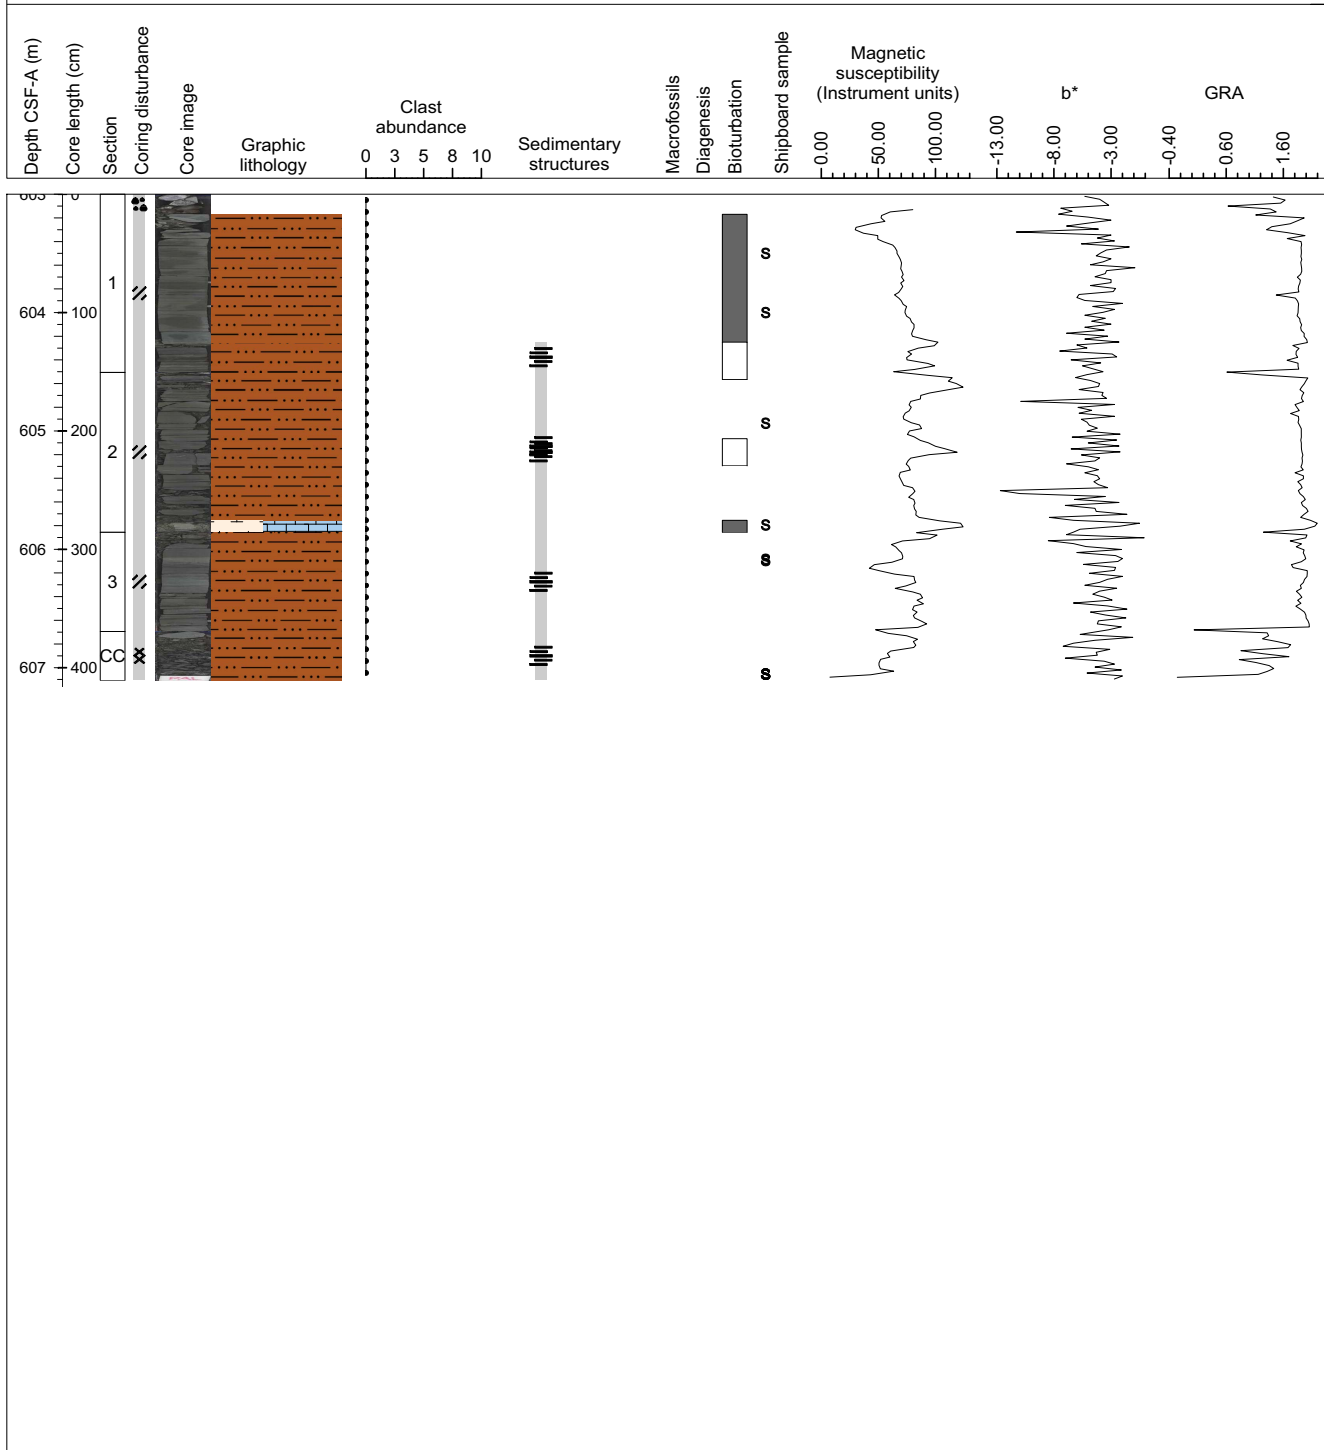 Depth CSF-A (m)
Core length (cm)
Section
Coring disturbance
Core image
Graphic
lithology
Clast
abundance
0 3 5 8 10
Sedimentary
structures
Macrofossils
Diagenesis
Bioturbation
Shipboard sample
Magnetic
susceptibility
(Instrument units)
0.00
50.00
100.00
b*
-13.00
-8.00
-3.00
GRA
-0.40
0.60
1.60
603 0
1
S
604 100
S
2
605 200
S
S
606 300
S
3
CC
607 400
S